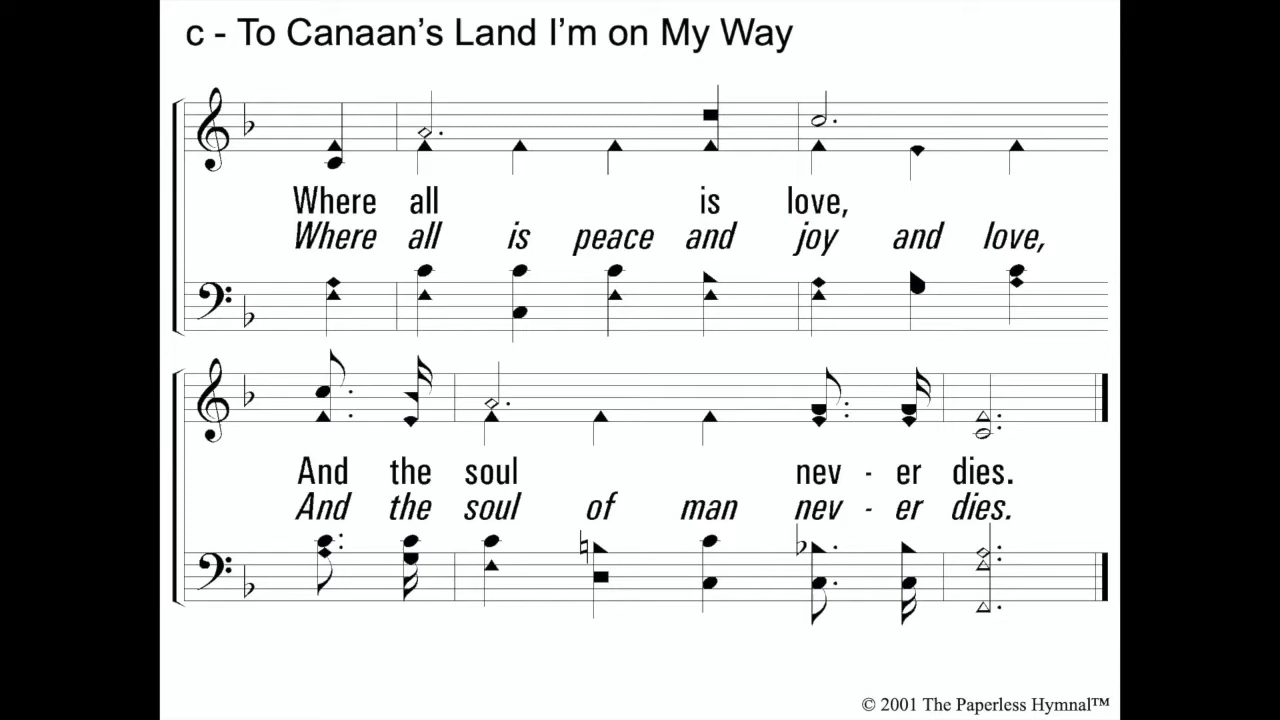 c - To Canaan’s Land I’m on My Way
Where all is love,
Where all is peace and joy and love,
And the soul nev - er dies.
And the soul of man nev - er dies.
© 2001 The Paperless Hymnal™